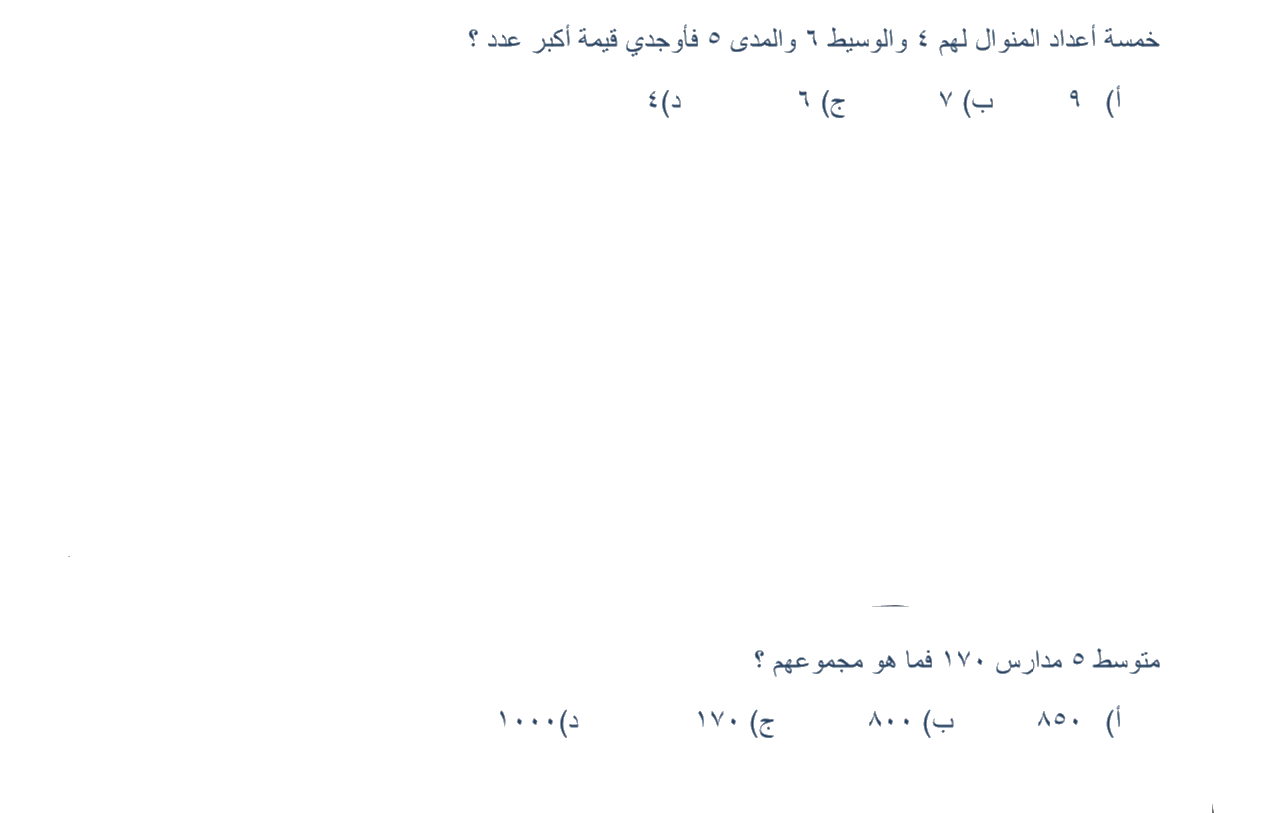 خمسة أعداد المنوال لهم ٤ والوسيط ٦ والمدى ٥ فأوجدي قيمة أكبر عدد ؟
أ) ٩ ب) ٧ ج) ٦ د)٤
متوسط ٥ مدارس ١٧٠ فما هو مجموعهم ؟
أ) ٨٥٠ ب) ٨٠٠ ج) ١٧٠ د)١٠٠٠